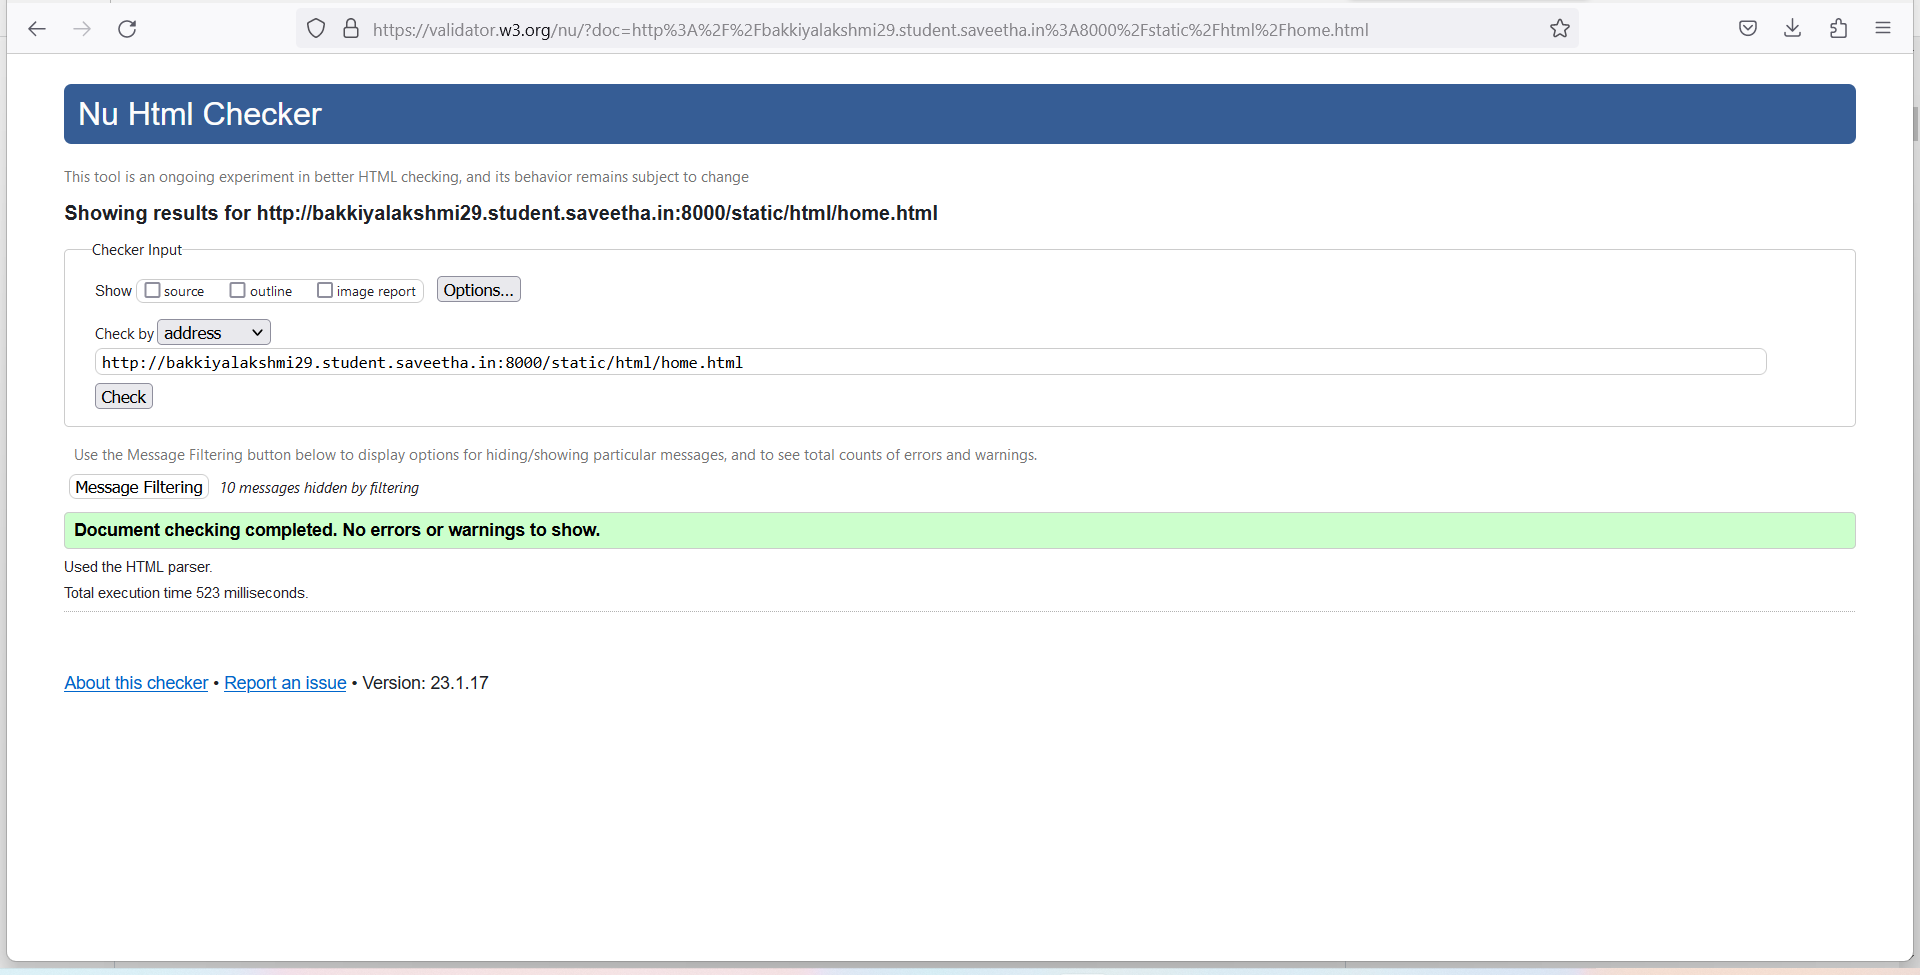 https://validator.w3.org/nu/?doc=http%3A%2F%2Fbakkiyalakshmi29.student.saveetha.in%3A8000%2Fstatic%2Fhtml%2Fhome.html
Nu Html Checker
This tool is an ongoing experiment in better HTML checking, and its behavior remains subject to change
Showing results for http://bakkiyalakshmi29.student.saveetha.in:8000/static/html/home.html
Checker Input
Show source outline image report Options...
Check by address
http://bakkiyalakshmi29.student.saveetha.in:8000/static/html/home.html
Check
Use the Message Filtering button below to display options for hiding/showing particular messages, and to see total counts of errors and warnings.
Message Filtering 10 messages hidden by filtering
Document checking completed. No errors or warnings to show.
Used the HTML parser.
Total execution time 523 milliseconds.
About this checker • Report an issue • Version: 23.1.17